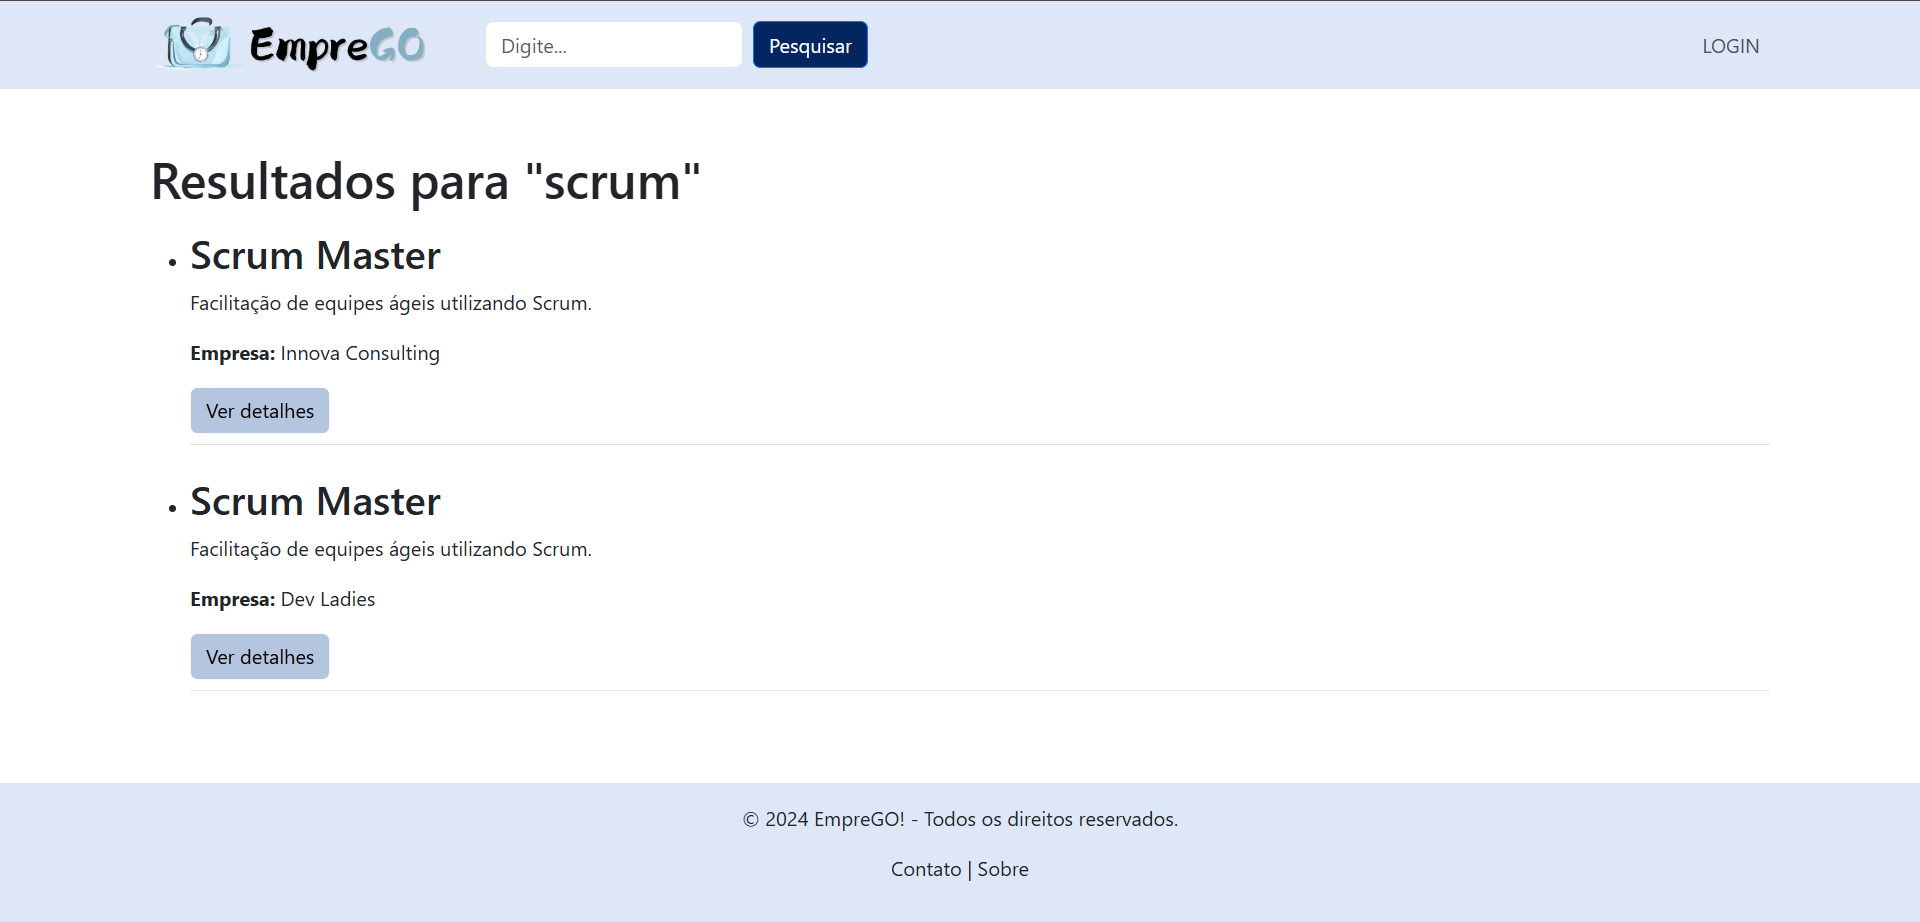 EmpreGO
Digite...
Pesquisar
LOGIN
Resultados para "scrum"
Scrum Master
Facilitação de equipes ágeis utilizando Scrum.
Empresa: Innova Consulting
Ver detalhes
Scrum Master
Facilitação de equipes ágeis utilizando Scrum.
Empresa: Dev Ladies
Ver detalhes
© 2024 EmpreGO! - Todos os direitos reservados.
Contato | Sobre